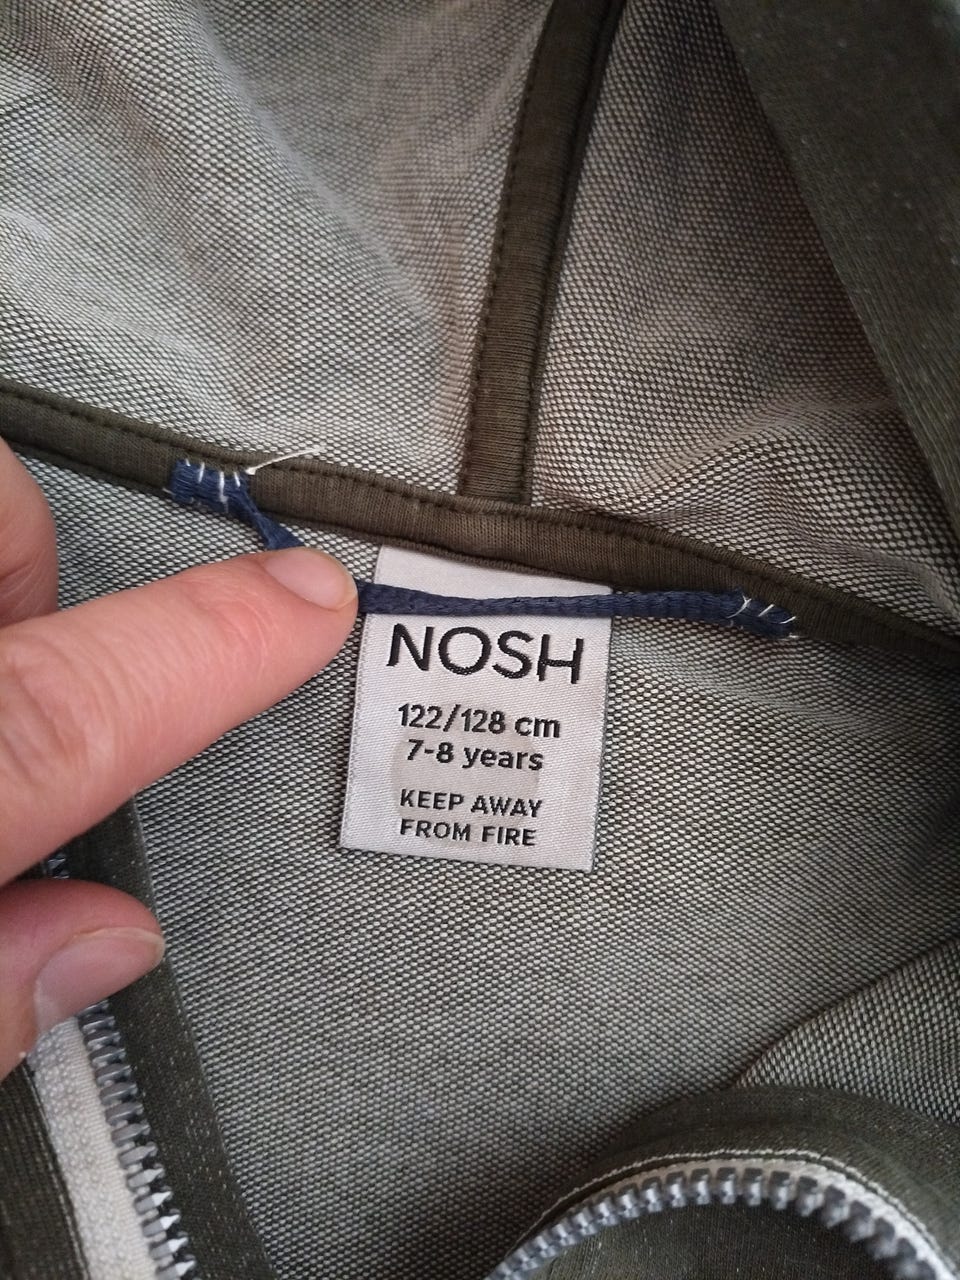 NOSH
122/128 cm
7-8 years
KEEP AWAY
FROM FIRE